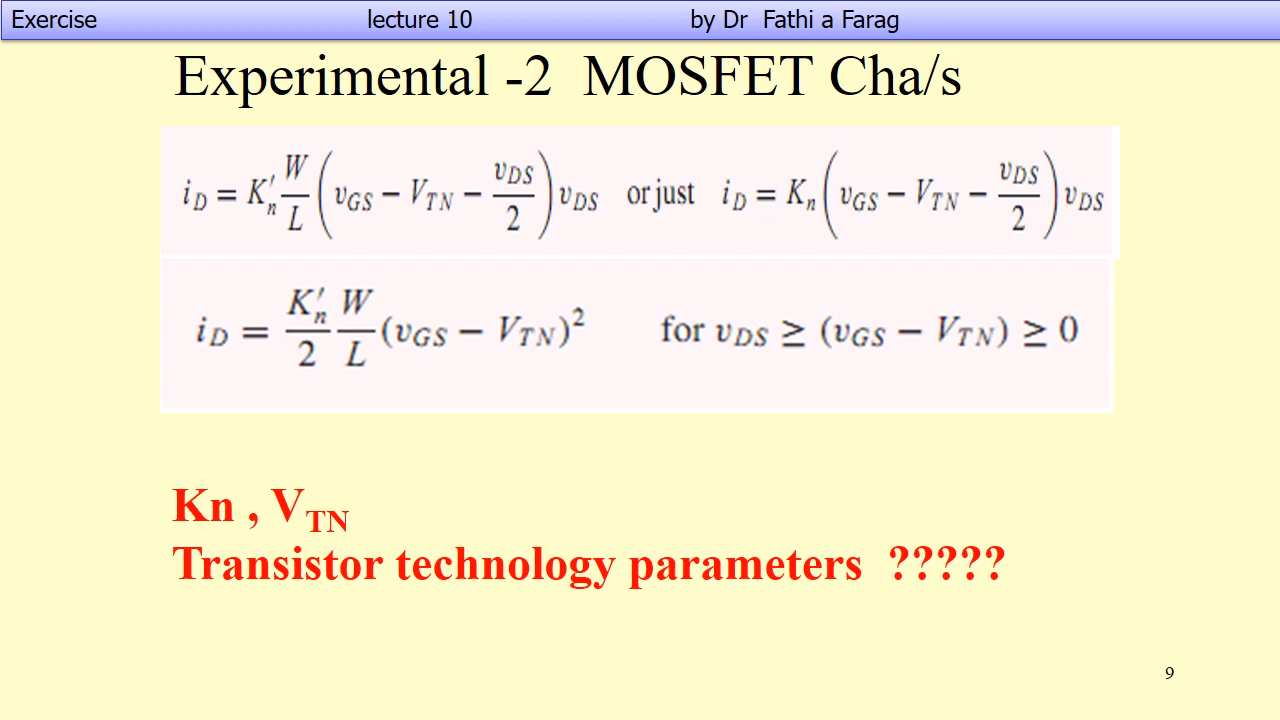 Exercise lecture 10 by Dr Fathi a Farag
Experimental -2 MOSFET Cha/s
i_D = K'_n W/L (v_GS − V_TN − v_DS/2) v_DS or just i_D = K_n (v_GS − V_TN − v_DS/2) v_DS
i_D = K'_n/2 W/L (v_GS − V_TN)² for v_DS ≥ (v_GS − V_TN) ≥ 0
Kn , V_TN
Transistor technology parameters ?????
9